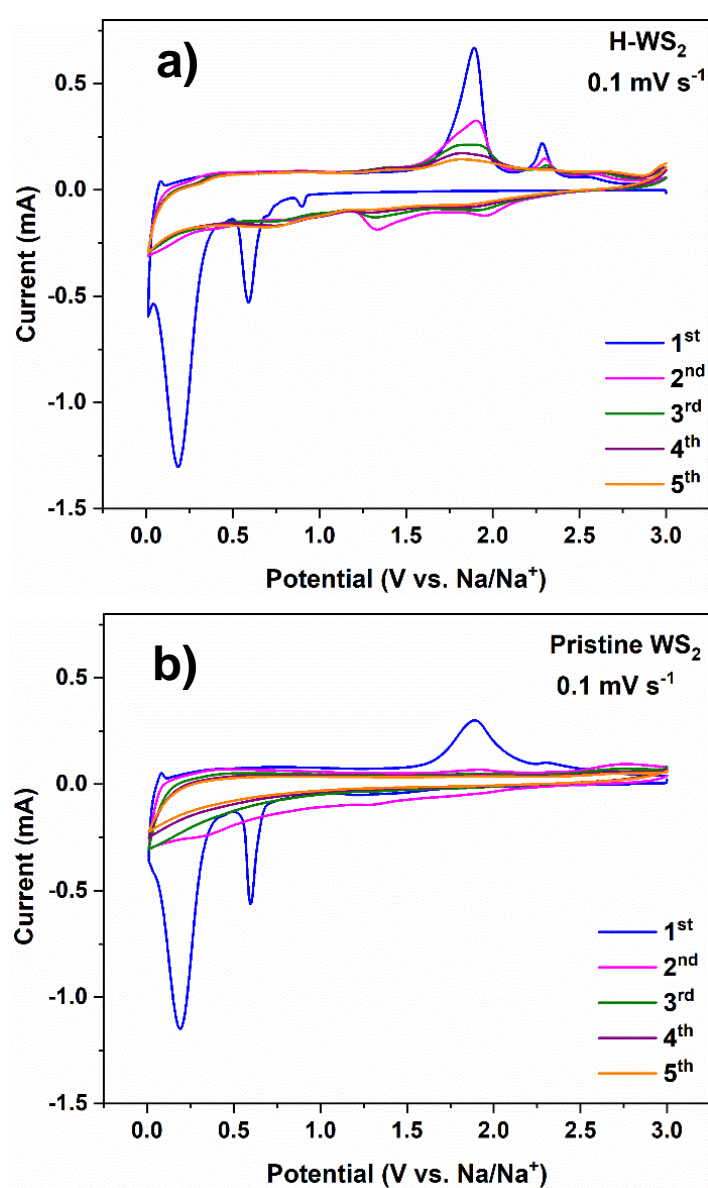 a)
H-WS₂
0.1 mV s⁻¹
0.5
0.0
-0.5
-1.0
-1.5
Current (mA)
1ˢᵗ
2ⁿᵈ
3ʳᵈ
4ᵗʰ
5ᵗʰ
0.0 0.5 1.0 1.5 2.0 2.5 3.0
Potential (V vs. Na/Na⁺)
b)
Pristine WS₂
0.1 mV s⁻¹
0.5
0.0
-0.5
-1.0
-1.5
Current (mA)
1ˢᵗ
2ⁿᵈ
3ʳᵈ
4ᵗʰ
5ᵗʰ
0.0 0.5 1.0 1.5 2.0 2.5 3.0
Potential (V vs. Na/Na⁺)